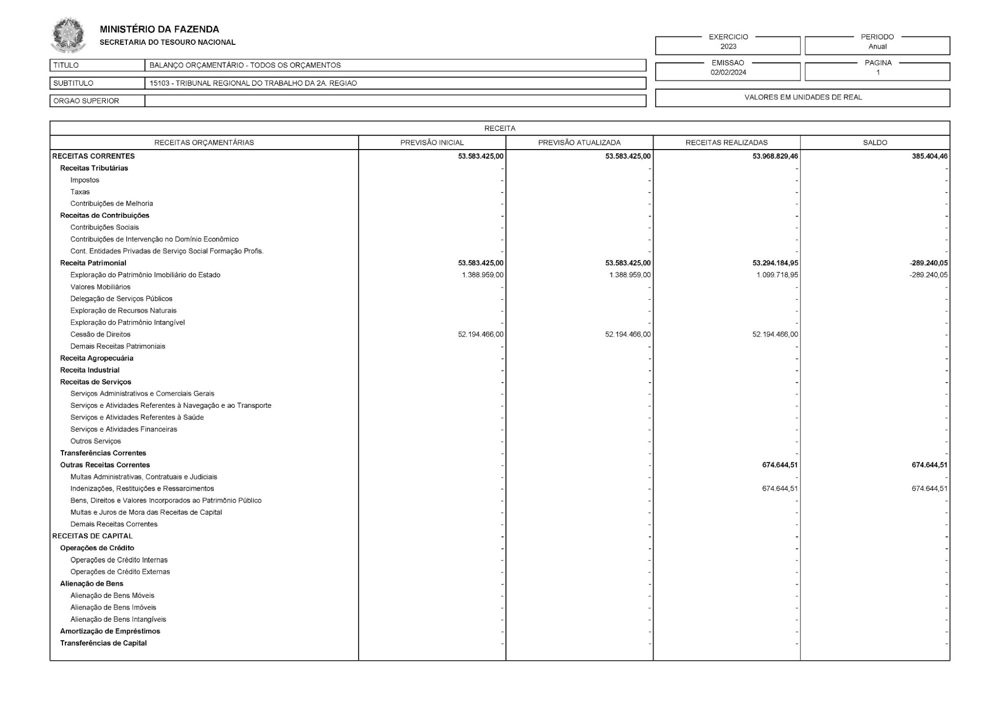 MINISTÉRIO DA FAZENDA
SECRETARIA DO TESOURO NACIONAL
EXERCICIO
2023
PERIODO
Anual
TITULO BALANÇO ORÇAMENTÁRIO - TODOS OS ORÇAMENTOS
EMISSAO
02/02/2024
PAGINA
1
SUBTITULO 15103 - TRIBUNAL REGIONAL DO TRABALHO DA 2A. REGIAO
ORGAO SUPERIOR
VALORES EM UNIDADES DE REAL
RECEITA
RECEITAS ORÇAMENTÁRIAS PREVISÃO INICIAL PREVISÃO ATUALIZADA RECEITAS REALIZADAS SALDO
RECEITAS CORRENTES 53.583.425,00 53.583.425,00 53.968.829,46 385.404,46
Receitas Tributárias - - - -
Impostos - - - -
Taxas - - - -
Contribuições de Melhoria - - - -
Receitas de Contribuições - - - -
Contribuições Sociais - - - -
Contribuições de Intervenção no Domínio Econômico - - - -
Cont. Entidades Privadas de Serviço Social Formação Profis. - - - -
Receita Patrimonial 53.583.425,00 53.583.425,00 53.294.184,95 -289.240,05
Exploração do Patrimônio Imobiliário do Estado 1.388.959,00 1.388.959,00 1.099.718,95 -289.240,05
Valores Mobiliários - - - -
Delegação de Serviços Públicos - - - -
Exploração de Recursos Naturais - - - -
Exploração do Patrimônio Intangível - - - -
Cessão de Direitos 52.194.466,00 52.194.466,00 52.194.466,00 -
Demais Receitas Patrimoniais - - - -
Receita Agropecuária - - - -
Receita Industrial - - - -
Receitas de Serviços - - - -
Serviços Administrativos e Comerciais Gerais - - - -
Serviços e Atividades Referentes à Navegação e ao Transporte - - - -
Serviços e Atividades Referentes à Saúde - - - -
Serviços e Atividades Financeiras - - - -
Outros Serviços - - - -
Transferências Correntes - - - -
Outras Receitas Correntes - - 674.644,51 674.644,51
Multas Administrativas, Contratuais e Judiciais - - - -
Indenizações, Restituições e Ressarcimentos - - 674.644,51 674.644,51
Bens, Direitos e Valores Incorporados ao Patrimônio Público - - - -
Multas e Juros de Mora das Receitas de Capital - - - -
Demais Receitas Correntes - - - -
RECEITAS DE CAPITAL - - - -
Operações de Crédito - - - -
Operações de Crédito Internas - - - -
Operações de Crédito Externas - - - -
Alienação de Bens - - - -
Alienação de Bens Móveis - - - -
Alienação de Bens Imóveis - - - -
Alienação de Bens Intangíveis - - - -
Amortização de Empréstimos - - - -
Transferências de Capital - - - -